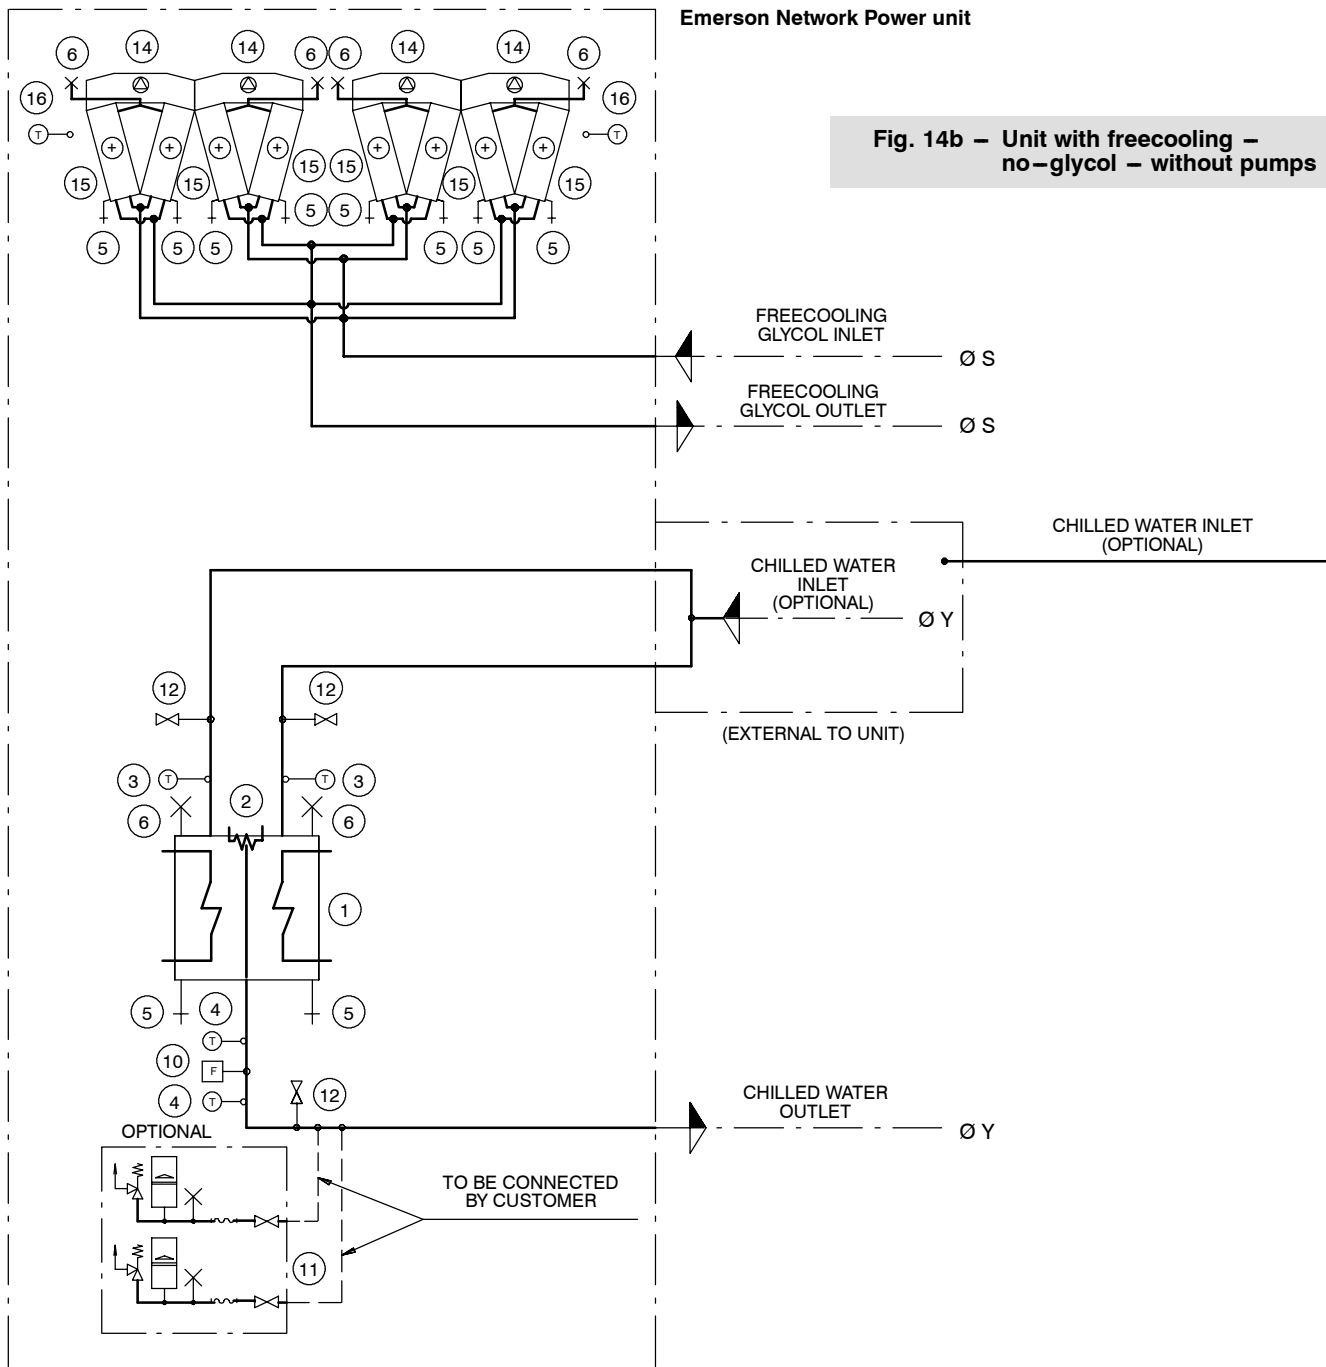 Emerson Network Power unit
6 14 14 6 6 14 14 6
16 16
Fig. 14b – Unit with freecooling –
no–glycol – without pumps
T T
+ + + + + + + +
15 15 15 15 15 15
5 5
5 5 5 5 5 5
FREECOOLING
GLYCOL INLET
Ø S
FREECOOLING
GLYCOL OUTLET
Ø S
CHILLED WATER INLET
(OPTIONAL)
CHILLED WATER
INLET
(OPTIONAL)
Ø Y
(EXTERNAL TO UNIT)
12 12
3 T T 3
2
6 6
1
5 4 5
T
10 F
4 T 12
CHILLED WATER
OUTLET
Ø Y
OPTIONAL
TO BE CONNECTED
BY CUSTOMER
11